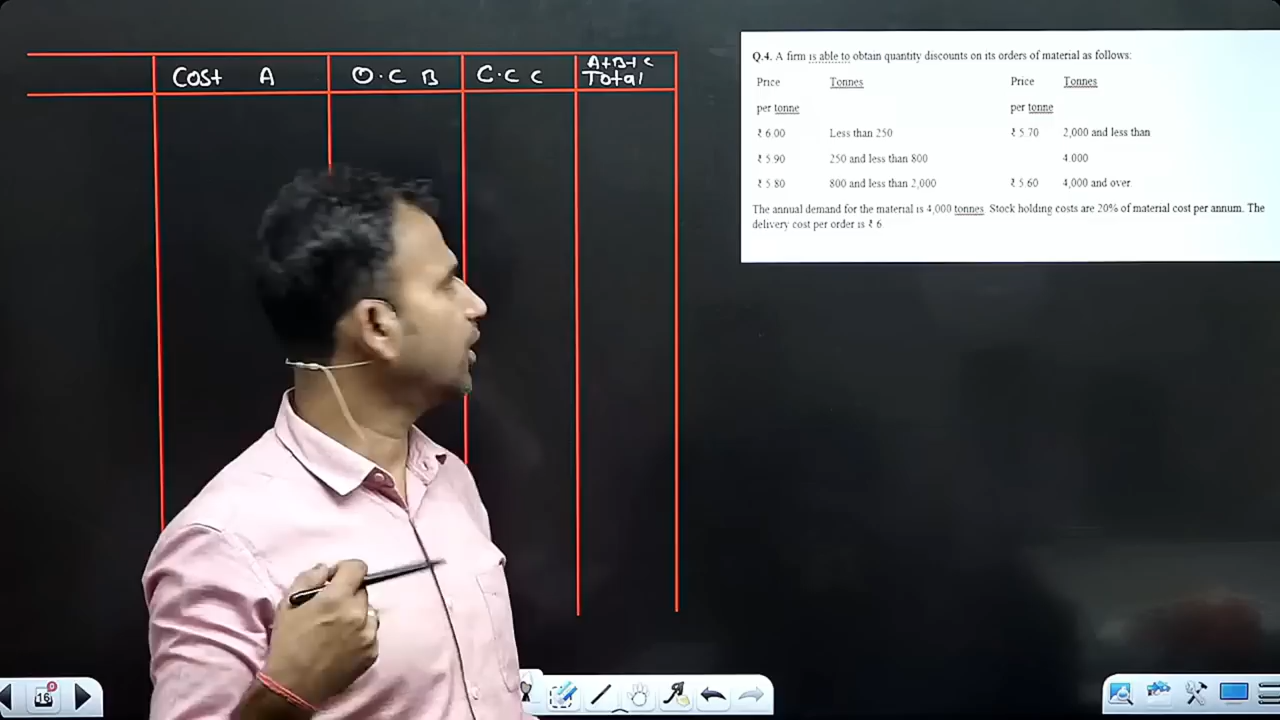 Cost A
O.C B
C.C C
A+B+C
Total
Q.4. A firm is able to obtain quantity discounts on its orders of material as follows:
Price Tonnes Price Tonnes
per tonne per tonne
₹ 6.00 Less than 250 ₹ 5.70 2,000 and less than
₹ 5.90 250 and less than 800 4.000
₹ 5.80 800 and less than 2,000 ₹ 5.60 4,000 and over
The annual demand for the material is 4,000 tonnes. Stock holding costs are 20% of material cost per annum. The
delivery cost per order is ₹ 6
16
0